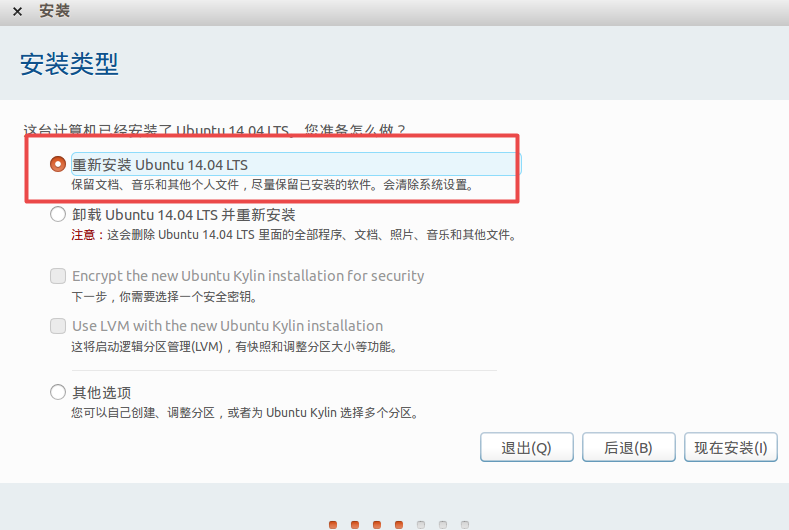 安装
安装类型
这台计算机已经安装了 Ubuntu 14.04 LTS。您准备怎么做？
重新安装 Ubuntu 14.04 LTS
保留文档、音乐和其他个人文件，尽量保留已安装的软件。会清除系统设置。
卸载 Ubuntu 14.04 LTS 并重新安装
注意：这会删除 Ubuntu 14.04 LTS 里面的全部程序、文档、照片、音乐和其他文件。
Encrypt the new Ubuntu Kylin installation for security
下一步，你需要选择一个安全密钥。
Use LVM with the new Ubuntu Kylin installation
这将启动逻辑分区管理(LVM)，有快照和调整分区大小等功能。
其他选项
您可以自己创建、调整分区，或者为 Ubuntu Kylin 选择多个分区。
退出(Q) 后退(B) 现在安装(I)